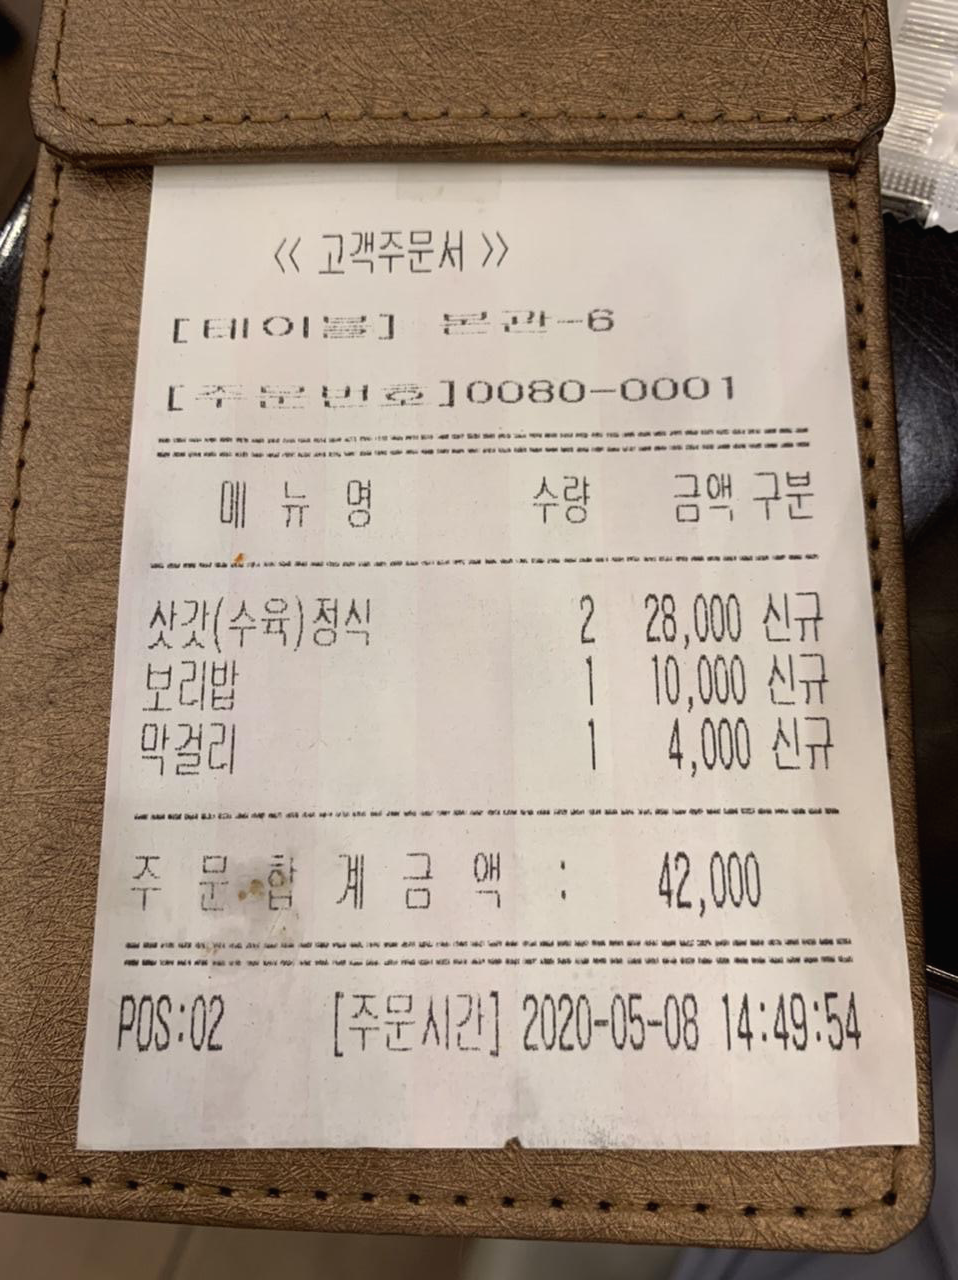 << 고객주문서 >>
[테이블] 본관-6
[주문번호]0080-0001
메 뉴 명 수량 금액 구분
삿갓(수육)정식 2 28,000 신규
보리밥 1 10,000 신규
막걸리 1 4,000 신규
주 문 합 계 금 액 : 42,000
POS:02 [주문시간] 2020-05-08 14:49:54